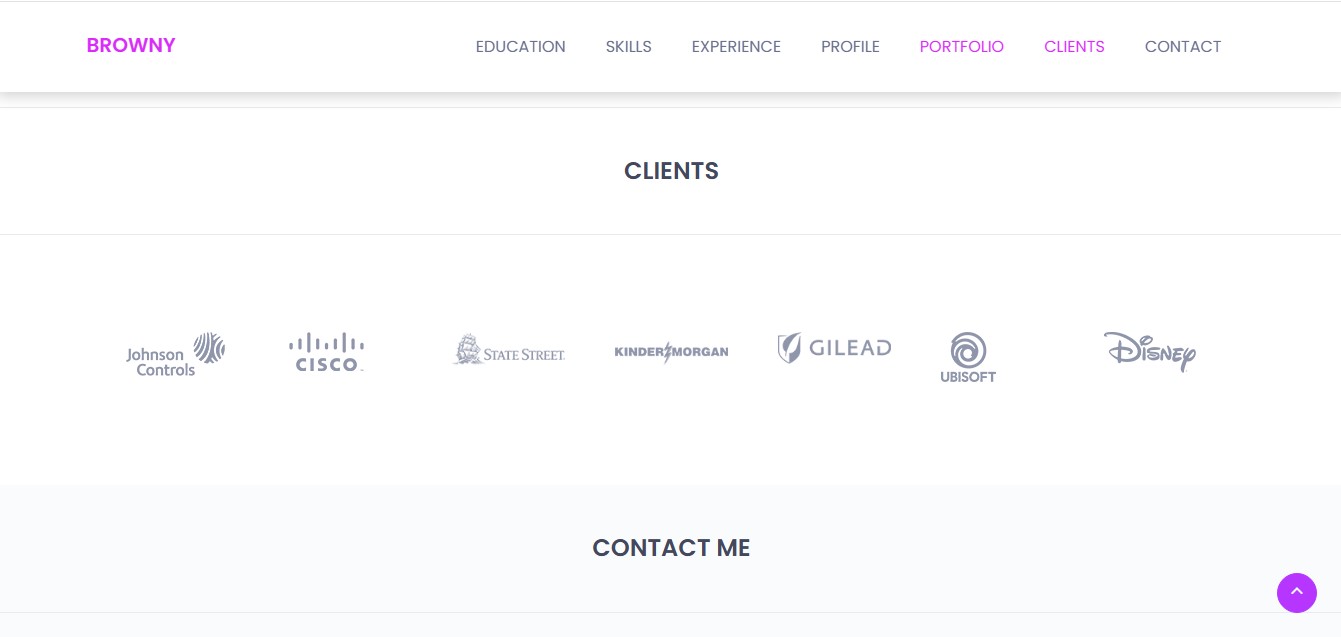 BROWNY
EDUCATION SKILLS EXPERIENCE PROFILE PORTFOLIO CLIENTS CONTACT
CLIENTS
Johnson
Controls
CISCO
STATE STREET
KINDER MORGAN
GILEAD
UBISOFT
Disney
CONTACT ME